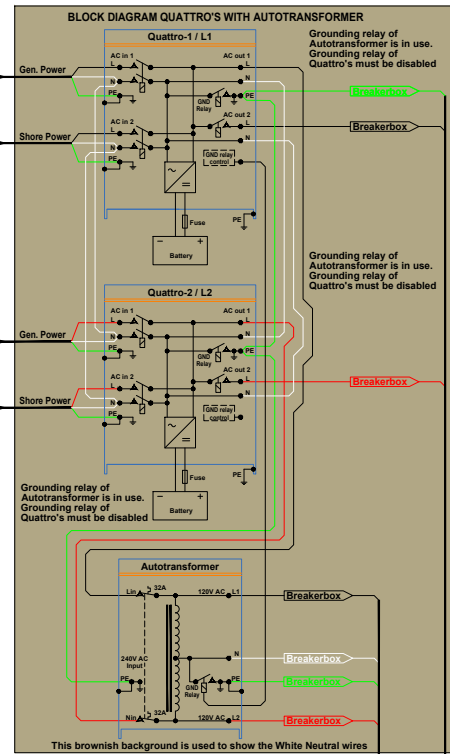 BLOCK DIAGRAM QUATTRO'S WITH AUTOTRANSFORMER
Grounding relay of
Autotransformer is in use.
Grounding relay of
Quattro's must be disabled
Quattro-1 / L1
AC in 1
AC out 1
L
L
Gen. Power
N
N
PE
GND
Relay
PE
Breakerbox
AC in 2
AC out 2
L
L
Breakerbox
Shore Power
N
N
PE
GND relay
control
~
=
Fuse
PE
−
+
Battery
Grounding relay of
Autotransformer is in use.
Grounding relay of
Quattro's must be disabled
Quattro-2 / L2
AC in 1
AC out 1
L
L
Gen. Power
N
N
PE
GND
Relay
PE
AC in 2
AC out 2
L
L
Breakerbox
Shore Power
N
N
PE
GND relay
control
~
=
Fuse
PE
−
+
Battery
Grounding relay of
Autotransformer is in use.
Grounding relay of
Quattro's must be disabled
Autotransformer
Lin
32A
120V AC
L1
Breakerbox
N
Breakerbox
240V AC
Input
PE
GND
Relay
PE
Breakerbox
Nin
32A
120V AC
L2
Breakerbox
This brownish background is used to show the White Neutral wires